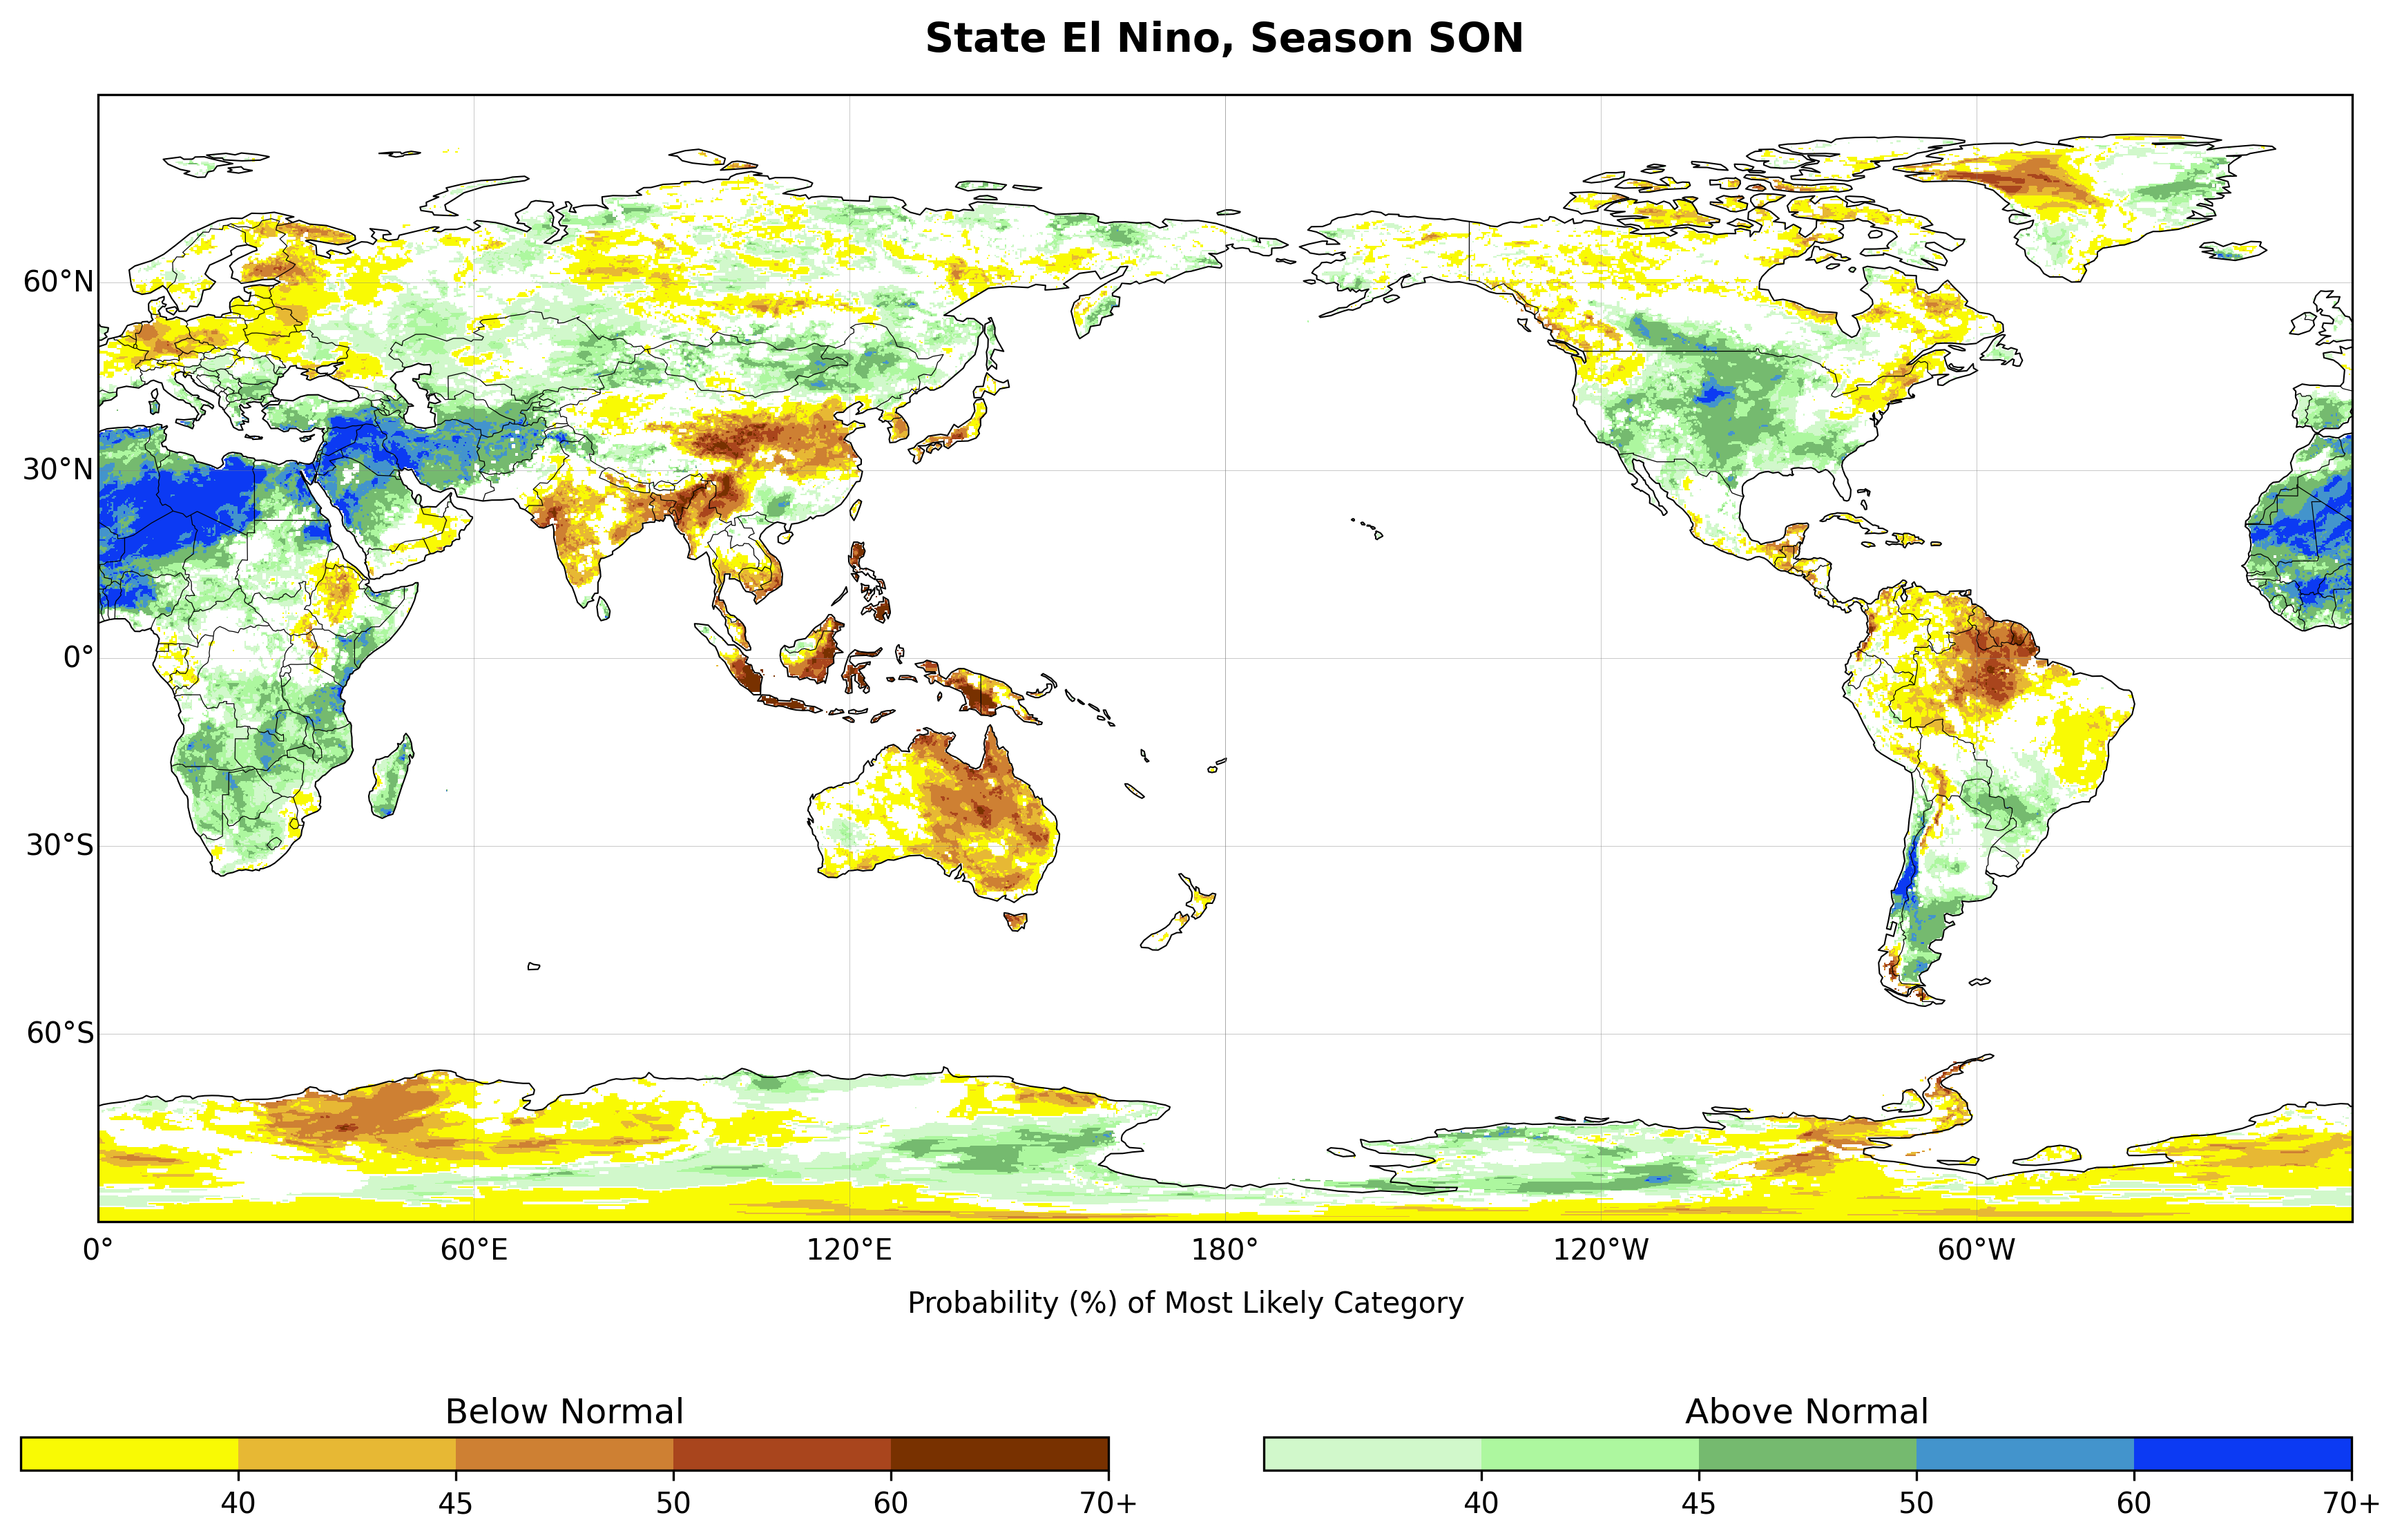 State El Nino, Season SON
60°N
30°N
0°
30°S
60°S
0° 60°E 120°E 180° 120°W 60°W
Probability (%) of Most Likely Category
Below Normal Above Normal
40 45 50 60 70+ 40 45 50 60 70+